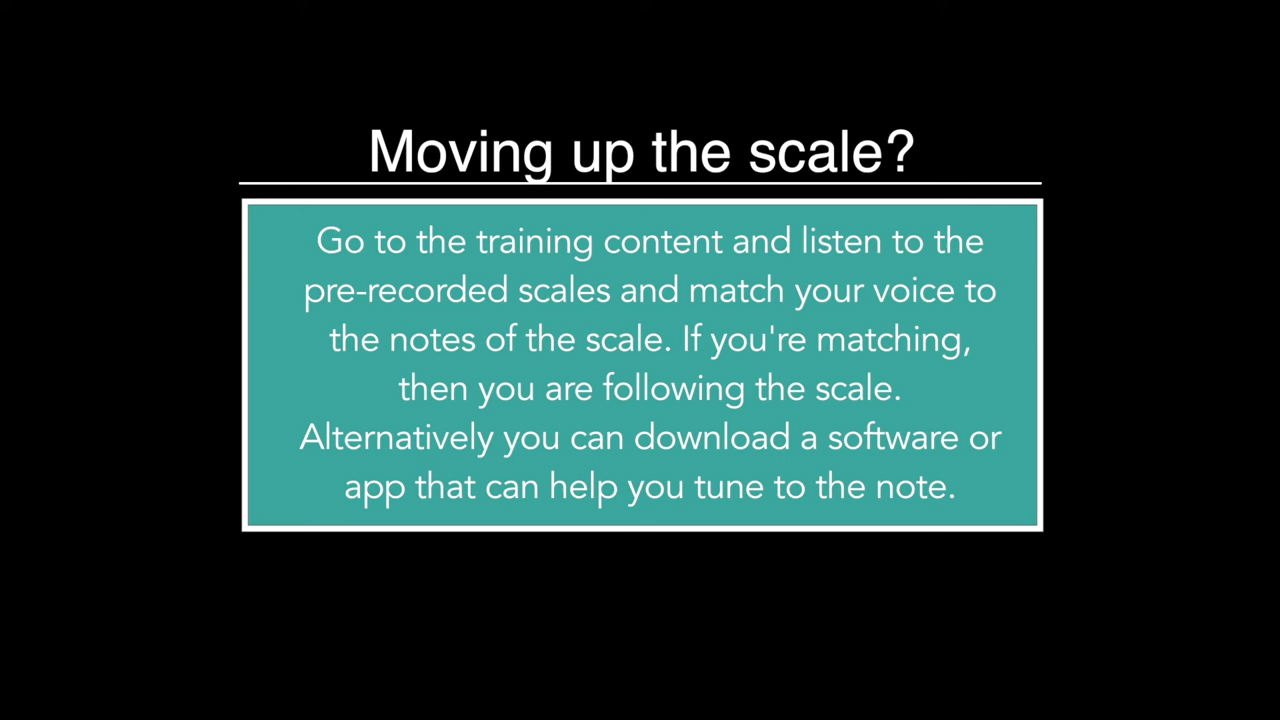 Moving up the scale?
Go to the training content and listen to the
pre-recorded scales and match your voice to
the notes of the scale. If you're matching,
then you are following the scale.
Alternatively you can download a software or
app that can help you tune to the note.